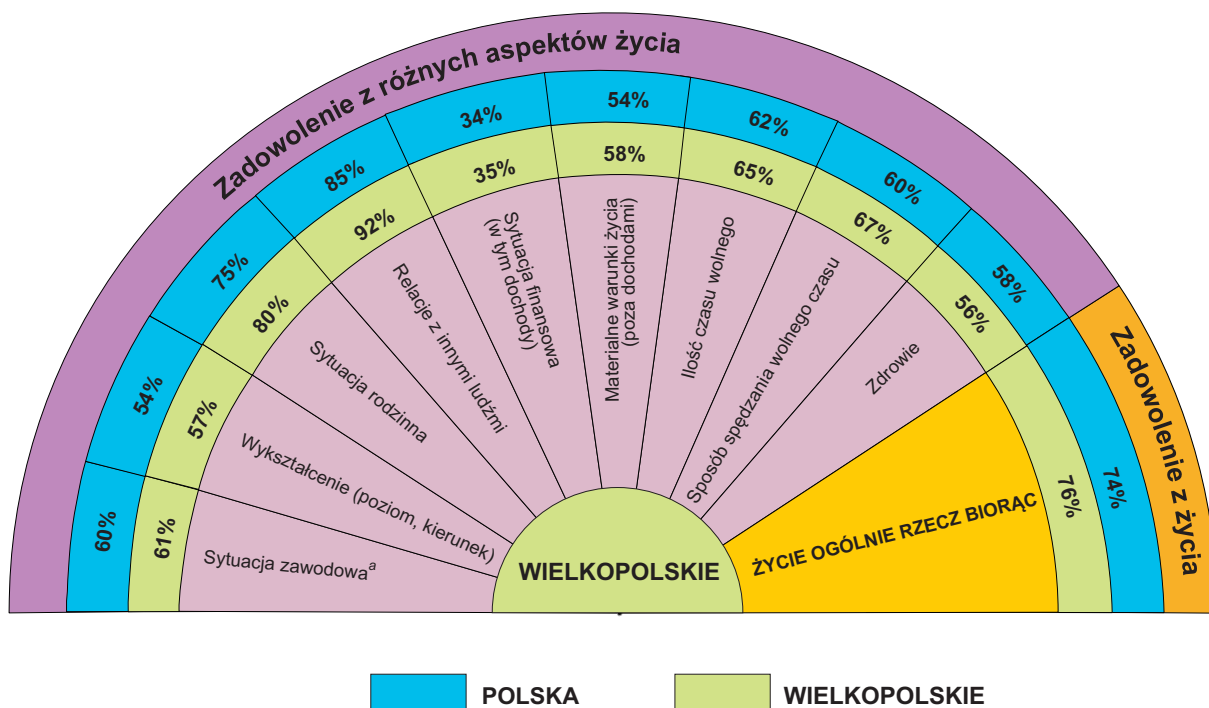 Zadowolenie z różnych aspektów życia
Zadowolenie z życia
60%
54%
75%
85%
34%
54%
62%
60%
58%
74%
61%
57%
80%
92%
35%
58%
65%
67%
56%
76%
Sytuacja zawodowa^a
Wykształcenie (poziom, kierunek)
Sytuacja rodzinna
Relacje z innymi ludźmi
Sytuacja finansowa
(w tym dochody)
Materialne warunki życia
(poza dochodami)
Ilość czasu wolnego
Sposób spędzania wolnego czasu
Zdrowie
ŻYCIE OGÓLNIE RZECZ BIORĄC
WIELKOPOLSKIE
POLSKA
WIELKOPOLSKIE